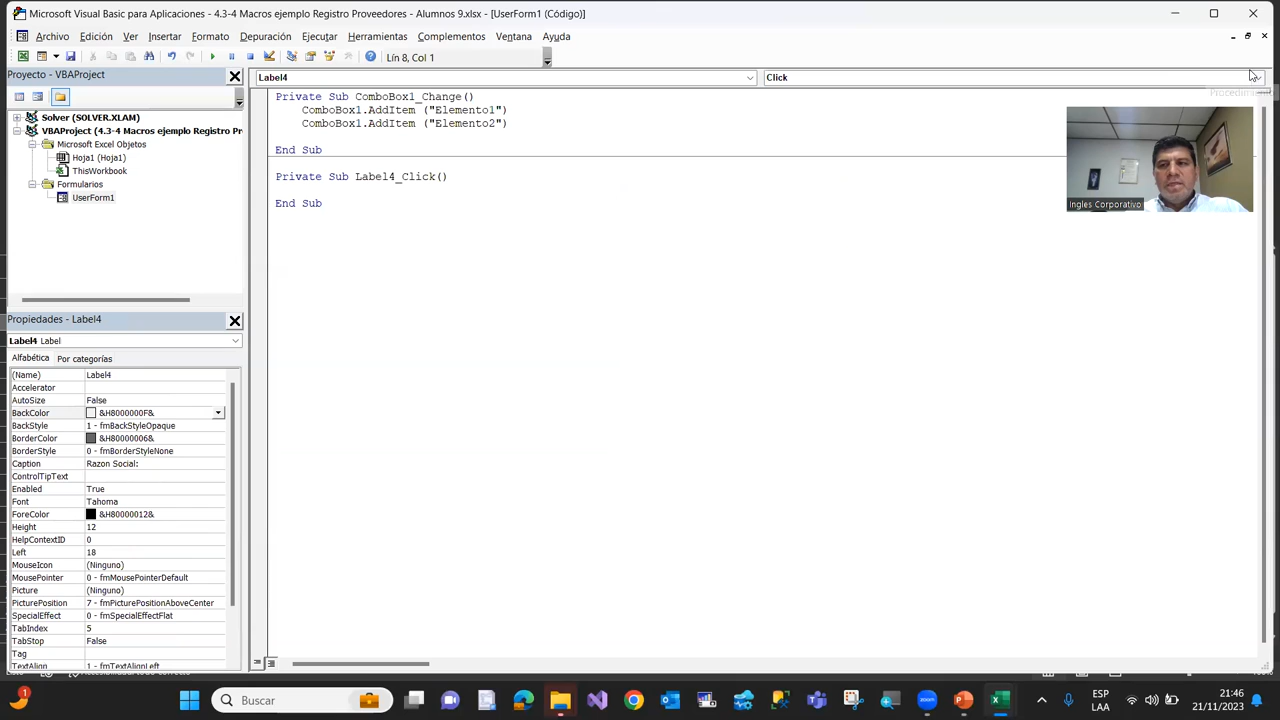 Microsoft Visual Basic para Aplicaciones - 4.3-4 Macros ejemplo Registro Proveedores - Alumnos 9.xlsx - [UserForm1 (Código)]
Archivo Edición Ver Insertar Formato Depuración Ejecutar Herramientas Complementos Ventana Ayuda
Lín 8, Col 1
Proyecto - VBAProject
Label4
Click
Solver (SOLVER.XLAM)
VBAProject (4.3-4 Macros ejemplo Registro Pr
Microsoft Excel Objetos
Hoja1 (Hoja1)
ThisWorkbook
Formularios
UserForm1
Private Sub ComboBox1_Change()
ComboBox1.AddItem ("Elemento1")
ComboBox1.AddItem ("Elemento2")
End Sub
Private Sub Label4_Click()
End Sub
Ingles Corporativo
Propiedades - Label4
Label4 Label
Alfabética Por categorías
(Name) Label4
Accelerator
AutoSize False
BackColor &H8000000F&
BackStyle 1 - fmBackStyleOpaque
BorderColor &H80000006&
BorderStyle 0 - fmBorderStyleNone
Caption Razon Social:
ControlTipText
Enabled True
Font Tahoma
ForeColor &H80000012&
Height 12
HelpContextID 0
Left 18
MouseIcon (Ninguno)
MousePointer 0 - fmMousePointerDefault
Picture (Ninguno)
PicturePosition 7 - fmPicturePositionAboveCenter
SpecialEffect 0 - fmSpecialEffectFlat
TabIndex 5
TabStop False
Tag
TextAlign 1 - fmTextAlignLeft
1
Buscar
ESP
LAA
21:46
21/11/2023